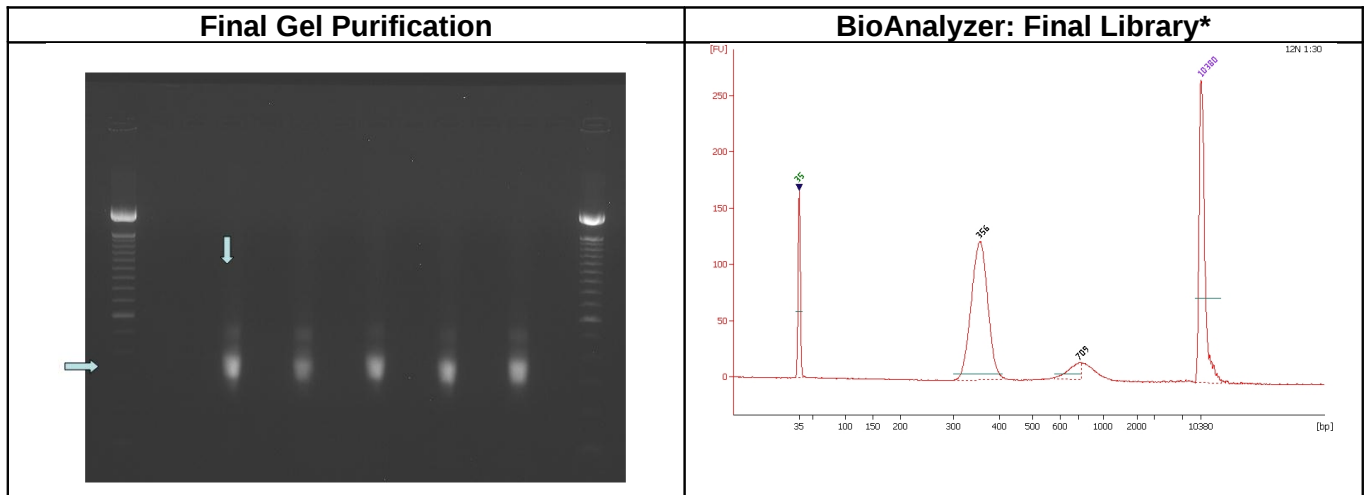 Final Gel Purification
BioAnalyzer: Final Library*
[FU]
12N 1:30
250
200
150
100
50
0
35
356
709
10380
35 100 150 200 300 400 500 600 1000 2000 10380 [bp]